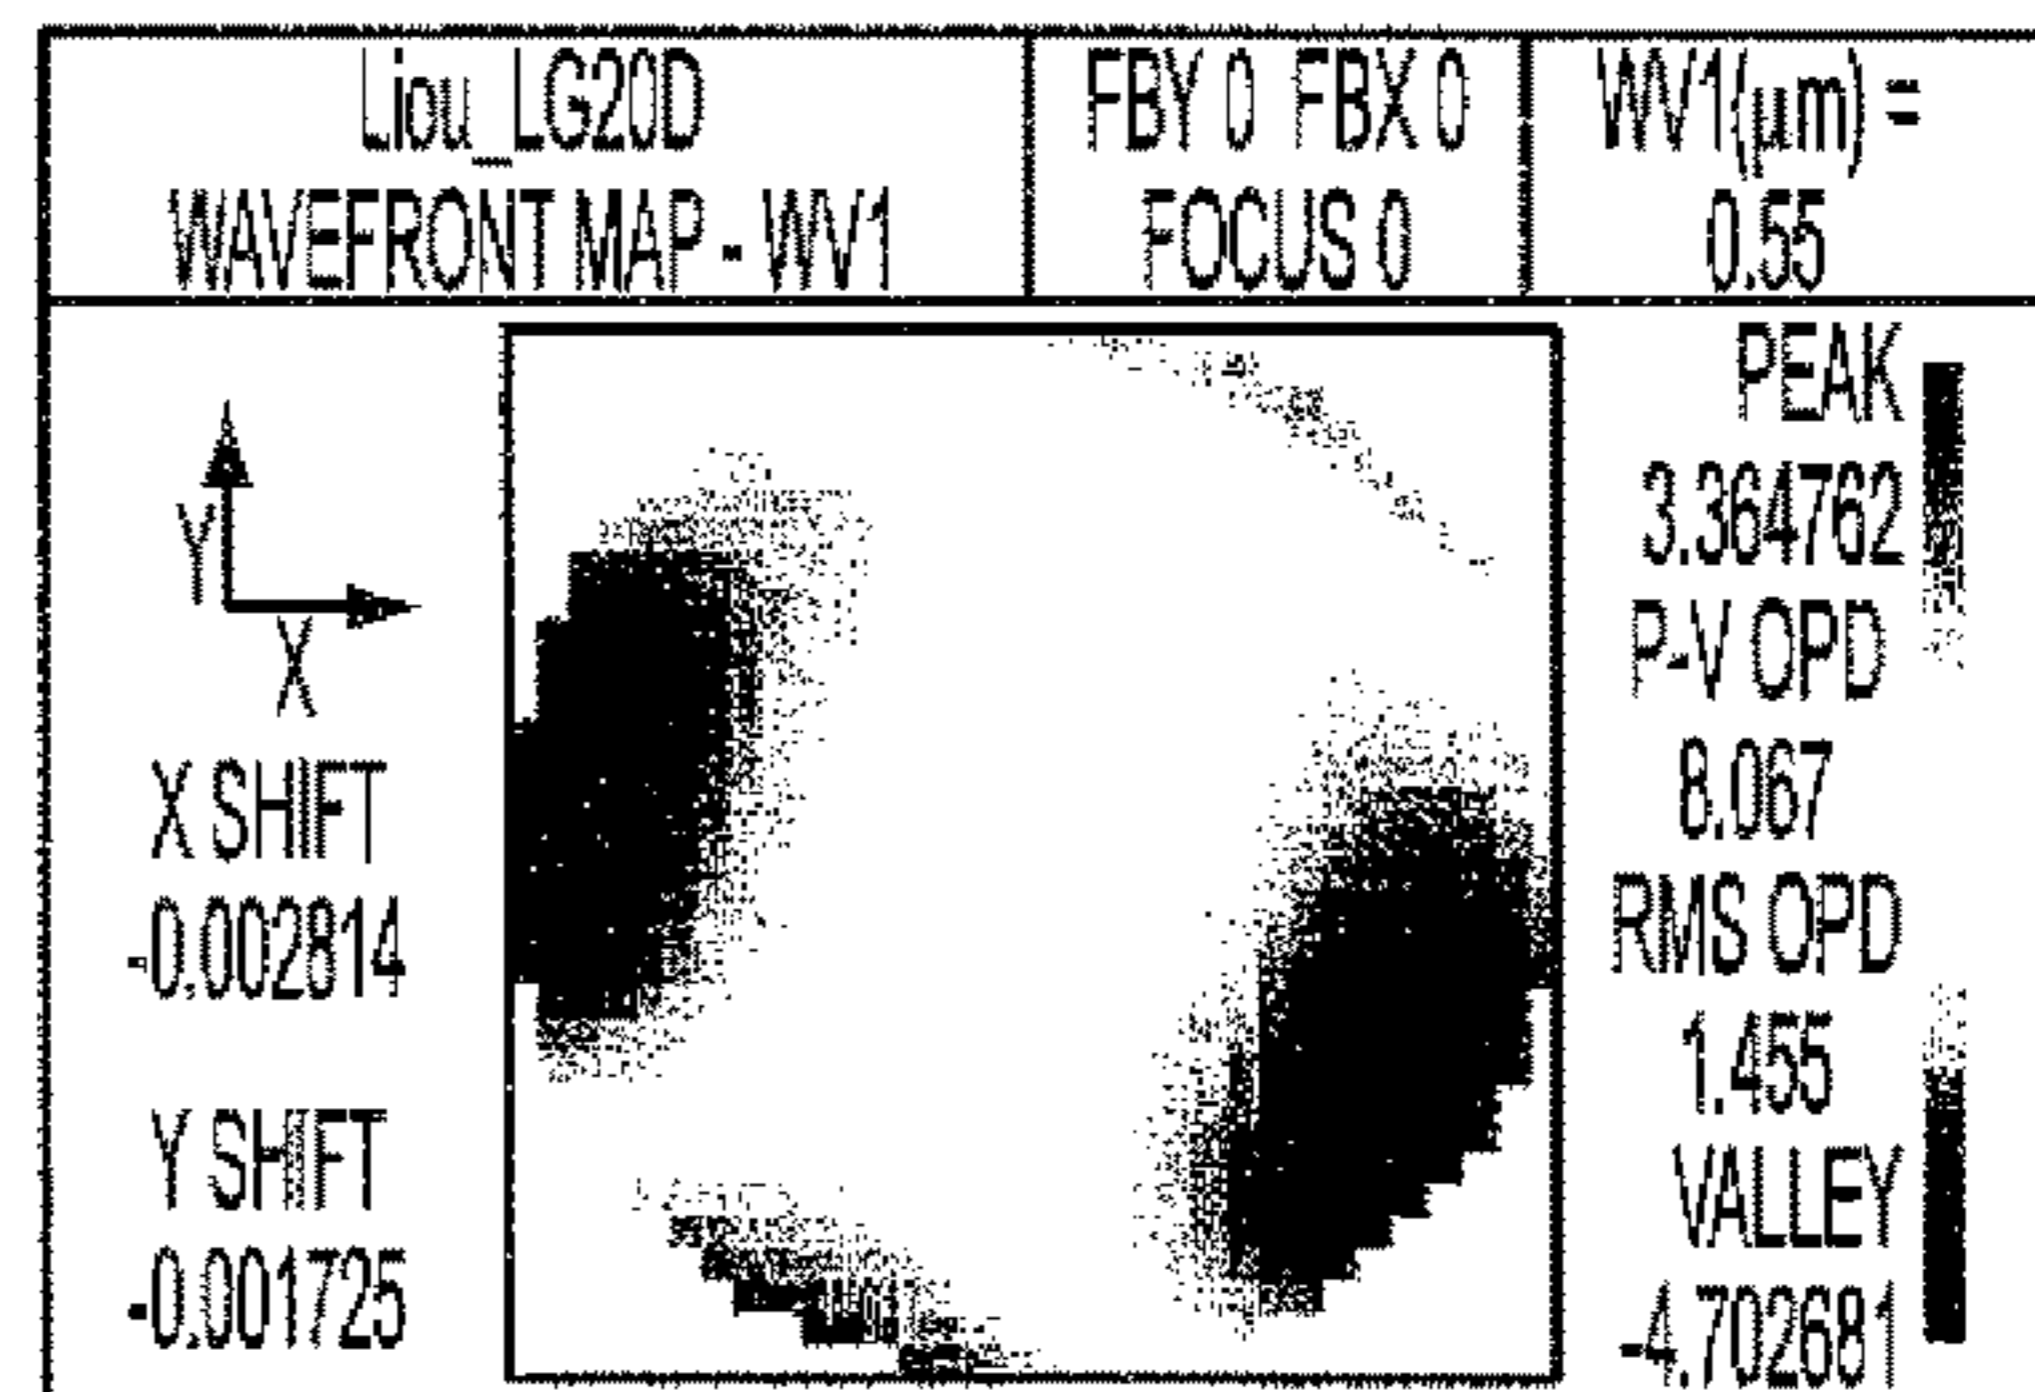 Liou_LG20D
WAVEFRONT MAP - WV1
FBY 0 FBX 0
FOCUS 0
WV1(μm) =
0.55
Y
X
X SHIFT
-0.002814
Y SHIFT
-0.001725
PEAK
3.364762
P-V OPD
8.067
RMS OPD
1.455
VALLEY
-4.702681